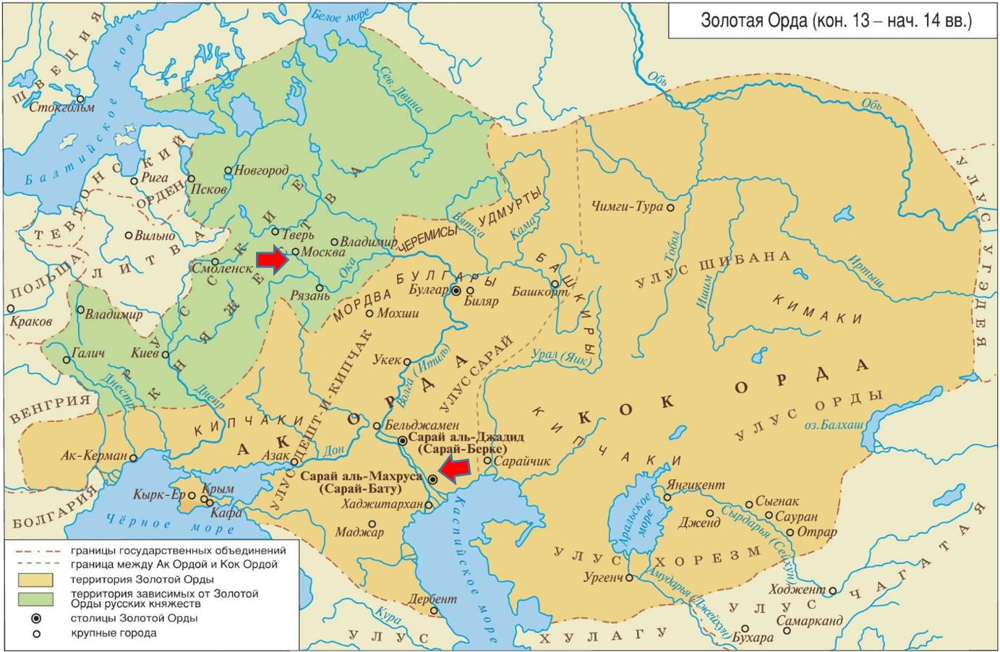 Золотая Орда (кон. 13 – нач. 14 вв.)
Белое море
ШВЕЦИЯ
Стокгольм
Балтийское море
Сев. Двина
Обь
Обь
ТЕВТОНСКИЙ
ОРДЕН
Рига
Псков
Новгород
РУССКИЕ
КНЯЖЕСТВА
Вильно
ЛИТВА
ПОЛЬША
Краков
Тверь
Москва
Владимир
Смоленск
Ока
Рязань
Владимир
Галич
Киев
Днестр
Днепр
ВЕНГРИЯ
ЧЕРЕМИСЫ
УДМУРТЫ
Вятка
Кама
БУЛГАРЫ
Булгар
Биляр
Башкорт
БАШКИРЫ
МОРДВА
Мохши
Укек
Волга (Итиль)
Урал (Яик)
УЛУС САРАЙ
УЛУС ДЕШТ-И-КИПЧАК
АК ОРДА
КИПЧАКИ
Чимги-Тура
Тобол
Ишим
Иртыш
УЛУС ШИБАНА
КИМАКИ
УЛУС УГЭДЕЯ
КОК ОРДА
УЛУС ОРДЫ
КИПЧАКИ
оз.Балхаш
Бельджамен
Сарай аль-Джадид
(Сарай-Берке)
Сарай аль-Махруса
(Сарай-Бату)
Сарайчик
Хаджитархан
Маджар
Дон
Азак
Ак-Керман
БОЛГАРИЯ
Кырк-Ер
Крым
Кафа
Чёрное море
Каспийское море
Аральское
море
Янгикент
Сыгнак
Сауран
Дженд
Отрар
Сырдарья (Сейхун)
УЛУС ХОРЕЗМ
Ургенч
Амударья (Джейхун)
Ходжент
Самарканд
Бухара
УЛУС ЧАГАТАЯ
Дербент
Кура
УЛУС ХУЛАГУ
границы государственных объединений
граница между Ак Ордой и Кок Ордой
территория Золотой Орды
территория зависимых от Золотой
Орды русских княжеств
столицы Золотой Орды
крупные города